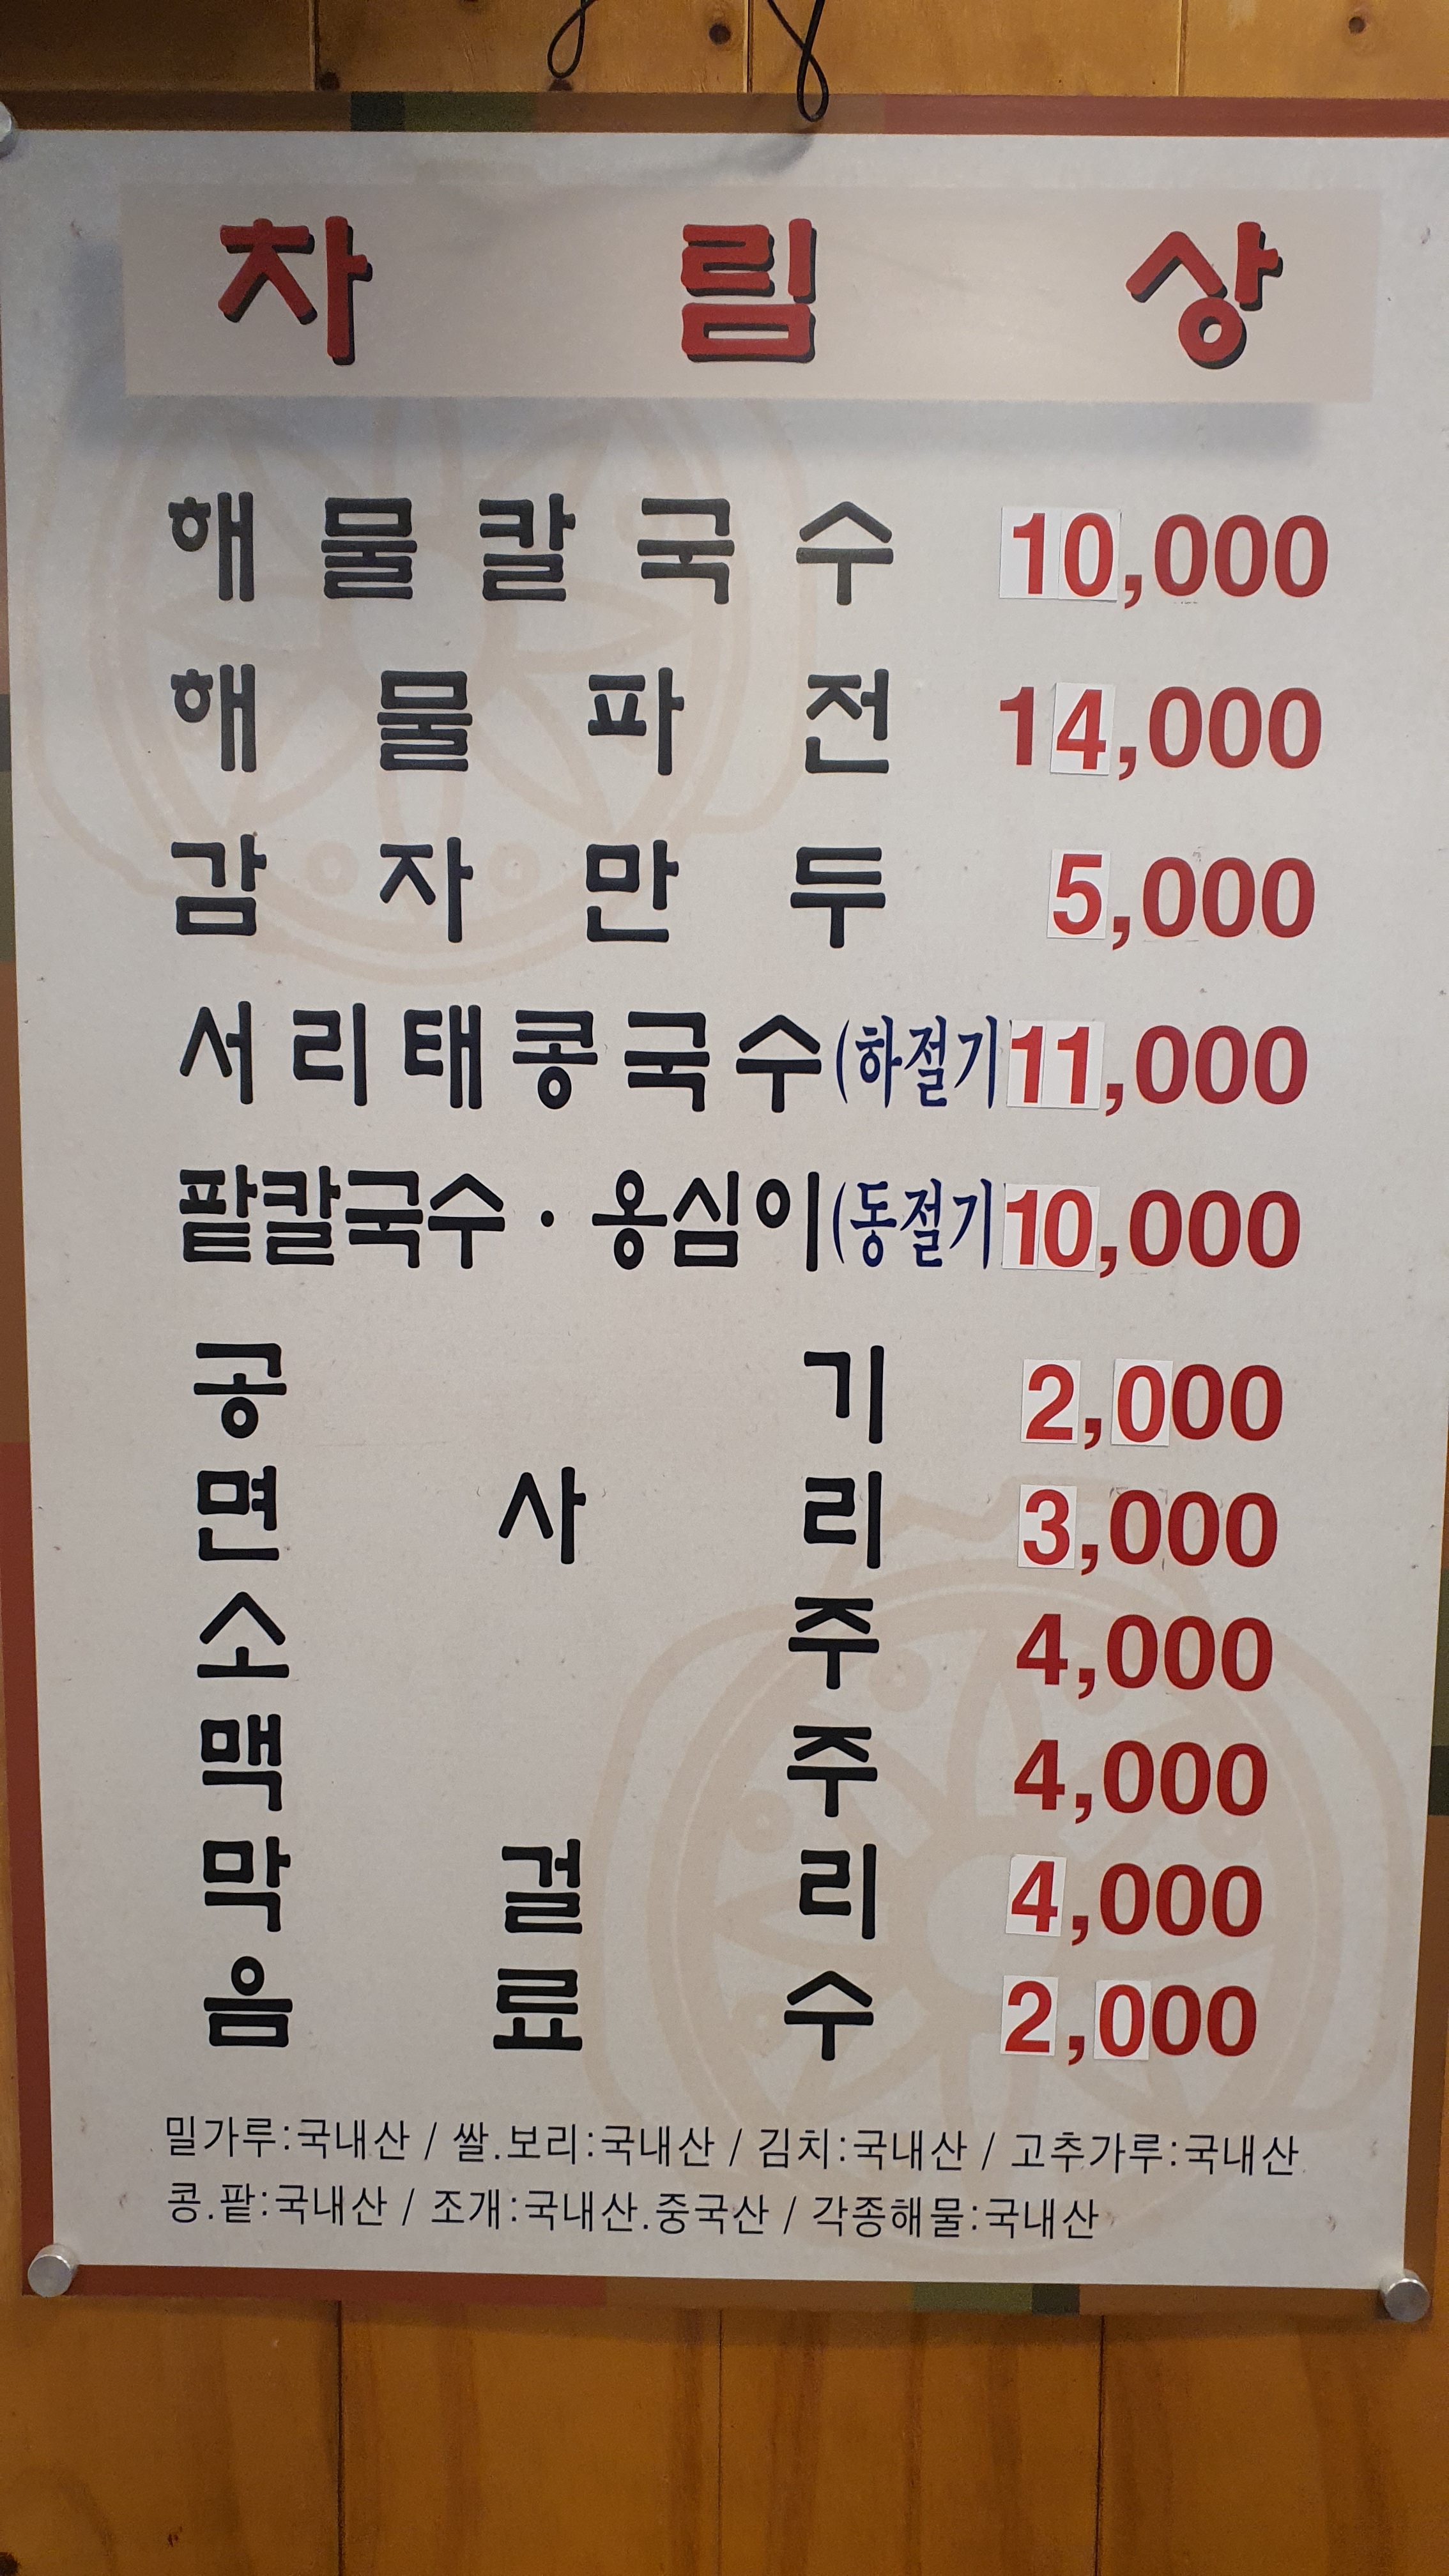 차림상
해물칼국수 10,000
해물파전 14,000
감자만두 5,000
서리태콩국수(하절기 11,000
팥칼국수·옹심이(동절기 10,000
공기 2,000
면사리 3,000
소주 4,000
맥주 4,000
막걸리 4,000
음료수 2,000
밀가루:국내산 / 쌀.보리:국내산 / 김치:국내산 / 고추가루:국내산
콩.팥:국내산 / 조개:국내산.중국산 / 각종해물:국내산